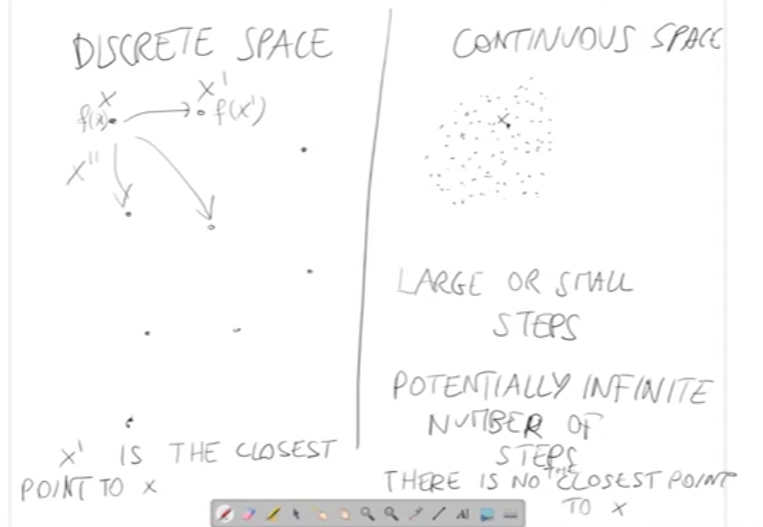 DISCRETE SPACE
X
f(x)
X'
f(x')
X''
X' IS THE CLOSEST
POINT TO X
CONTINUOUS SPACE
X
LARGE OR SMALL
STEPS
POTENTIALLY INFINITE
NUMBER OF
STEPS
THERE IS NO THE CLOSEST POINT
TO X